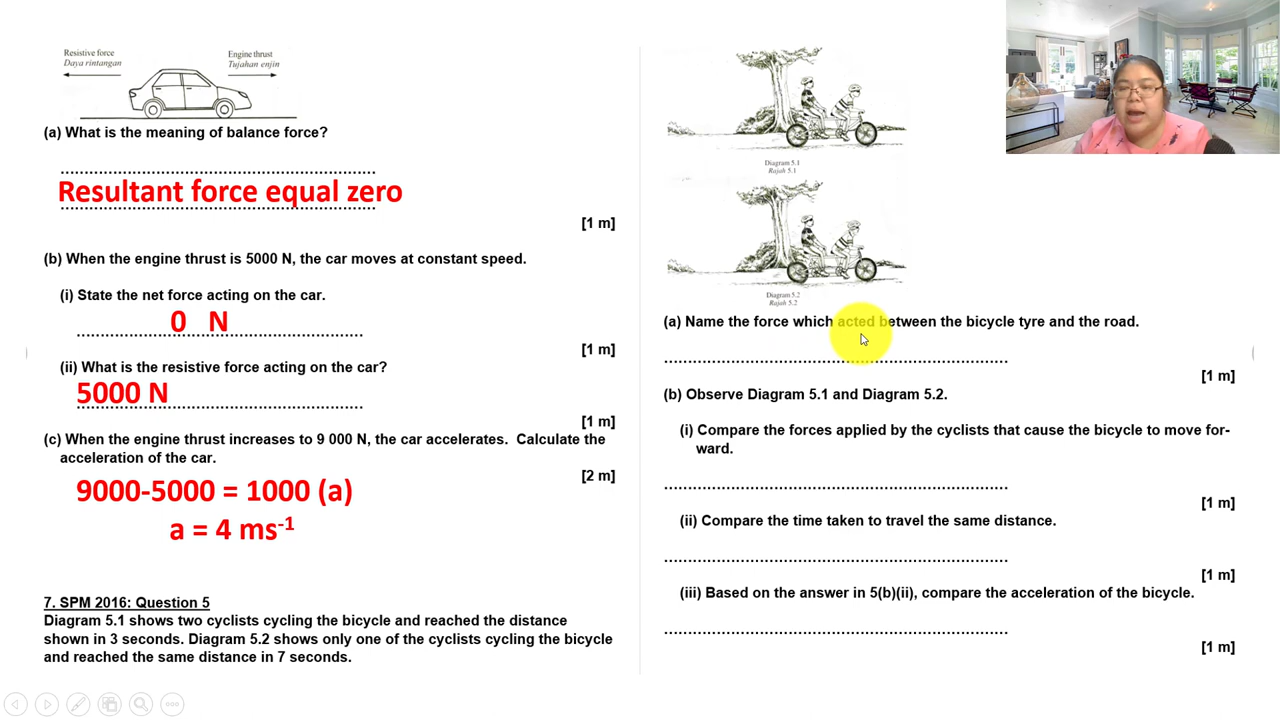 Resistive force
Daya rintangan
Engine thrust
Tujahan enjin
(a) What is the meaning of balance force?
................................................................
Resultant force equal zero
................................................................
[1 m]
(b) When the engine thrust is 5000 N, the car moves at constant speed.
(i) State the net force acting on the car.
0 N
................................................................
[1 m]
(ii) What is the resistive force acting on the car?
5000 N
................................................................
[1 m]
(c) When the engine thrust increases to 9 000 N, the car accelerates. Calculate the
acceleration of the car.
[2 m]
9000-5000 = 1000 (a)
a = 4 ms⁻¹
7. SPM 2016: Question 5
Diagram 5.1 shows two cyclists cycling the bicycle and reached the distance
shown in 3 seconds. Diagram 5.2 shows only one of the cyclists cycling the bicycle
and reached the same distance in 7 seconds.
Diagram 5.1
Rajah 5.1
Diagram 5.2
Rajah 5.2
(a) Name the force which acted between the bicycle tyre and the road.
......................................................................
[1 m]
(b) Observe Diagram 5.1 and Diagram 5.2.
(i) Compare the forces applied by the cyclists that cause the bicycle to move for-
ward.
......................................................................
[1 m]
(ii) Compare the time taken to travel the same distance.
......................................................................
[1 m]
(iii) Based on the answer in 5(b)(ii), compare the acceleration of the bicycle.
......................................................................
[1 m]